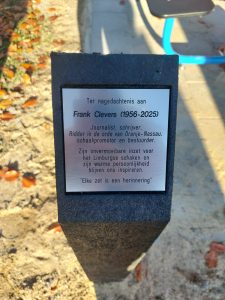 Ter nagedachtenis aan
Frank Clevers (1956-2025)
Journalist, schrijver,
Ridder in de orde van Oranje-Nassau,
schaakpromotor en bestuurder.
Zijn onvermoeibare inzet voor
het Limburgse schaken en
zijn warme persoonlijkheid
blijven ons inspireren.
"Elke zet is een herinnering"